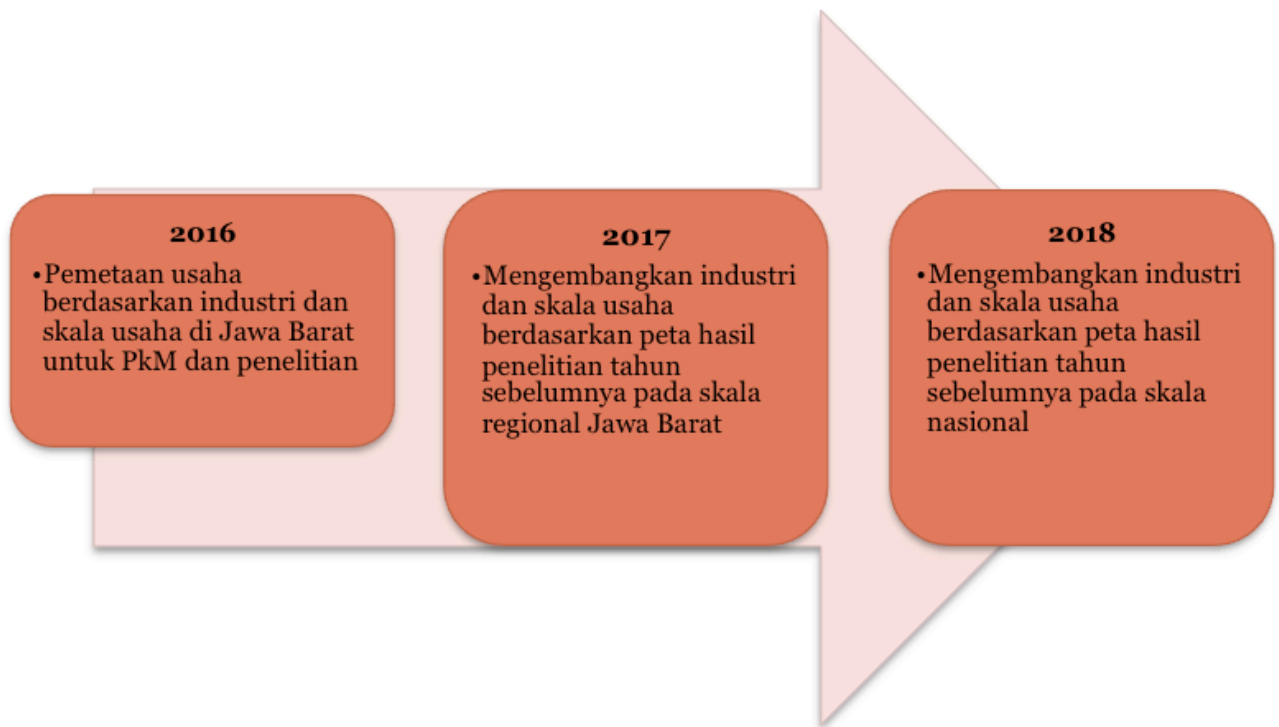 2016
•Pemetaan usaha
berdasarkan industri dan
skala usaha di Jawa Barat
untuk PkM dan penelitian
2017
•Mengembangkan industri
dan skala usaha
berdasarkan peta hasil
penelitian tahun
sebelumnya pada skala
regional Jawa Barat
2018
•Mengembangkan industri
dan skala usaha
berdasarkan peta hasil
penelitian tahun
sebelumnya pada skala
nasional